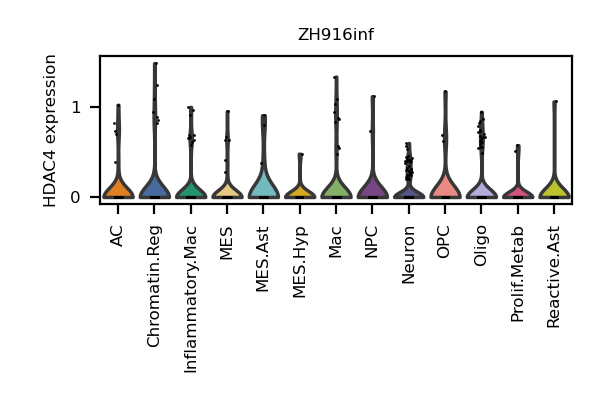 ZH916inf
HDAC4 expression
1
0
AC
Chromatin.Reg
Inflammatory.Mac
MES
MES.Ast
MES.Hyp
Mac
NPC
Neuron
OPC
Oligo
Prolif.Metab
Reactive.Ast